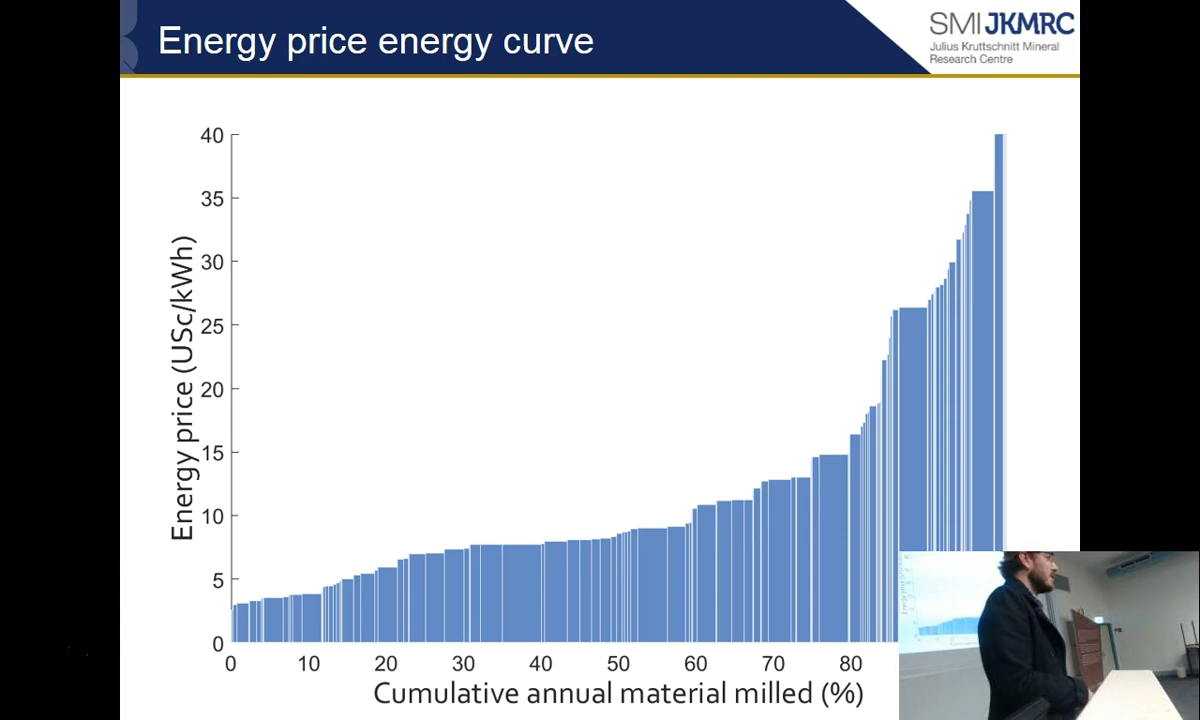 Energy price energy curve
SMI JKMRC
Julius Kruttschnitt Mineral
Research Centre
Energy price (USc/kWh)
40
35
30
25
20
15
10
5
0
0 10 20 30 40 50 60 70 80
Cumulative annual material milled (%)